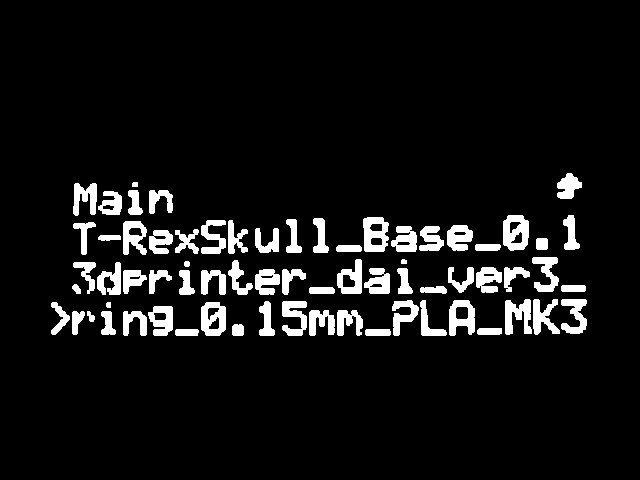 Main
T-RexSkull_Base_0.1
3dprinter_dai_ver3_
>ring_0.15mm_PLA_MK3